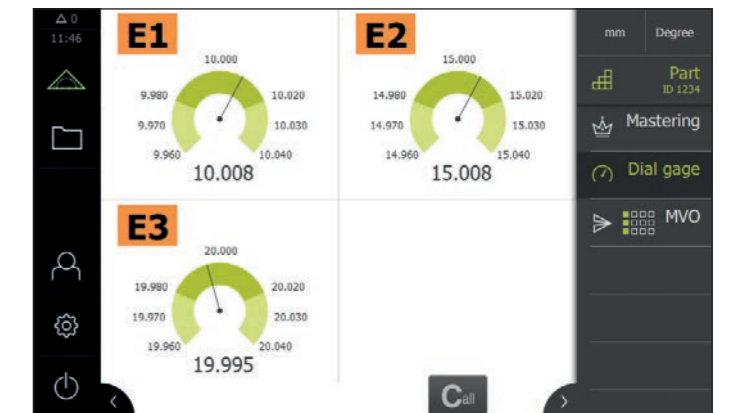 △ 0
11:46
E1
10.000
9.980
10.020
9.970
10.030
9.960
10.040
10.008
E2
15.000
14.980
15.020
14.970
15.030
14.960
15.040
15.008
E3
20.000
19.980
20.020
19.970
20.030
19.960
20.040
19.995
Call
mm Degree
Part
ID 1234
Mastering
Dial gage
MVO